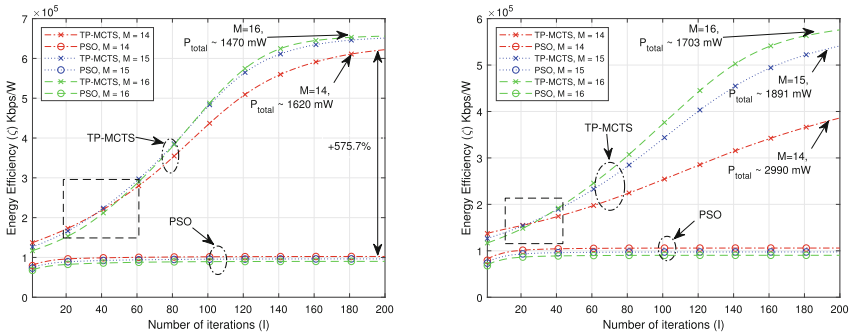 ×10^5
7
6
5
4
3
2
1
0
Energy Efficiency (ζ) Kbps/W
TP-MCTS, M = 14
PSO, M = 14
TP-MCTS, M = 15
PSO, M = 15
TP-MCTS, M = 16
PSO, M = 16
M=16,
P_total ~ 1470 mW
M=14,
P_total ~ 1620 mW
TP-MCTS
+575.7%
PSO
20 40 60 80 100 120 140 160 180 200
Number of iterations (I)
×10^5
6
5
4
3
2
1
0
Energy Efficiency (ζ) Kbps/W
TP-MCTS, M = 14
PSO, M = 14
TP-MCTS, M = 15
PSO, M = 15
TP-MCTS, M = 16
PSO, M = 16
M=16,
P_total ~ 1703 mW
M=15,
P_total ~ 1891 mW
TP-MCTS
M=14,
P_total ~ 2990 mW
PSO
20 40 60 80 100 120 140 160 180 200
Number of iterations (I)